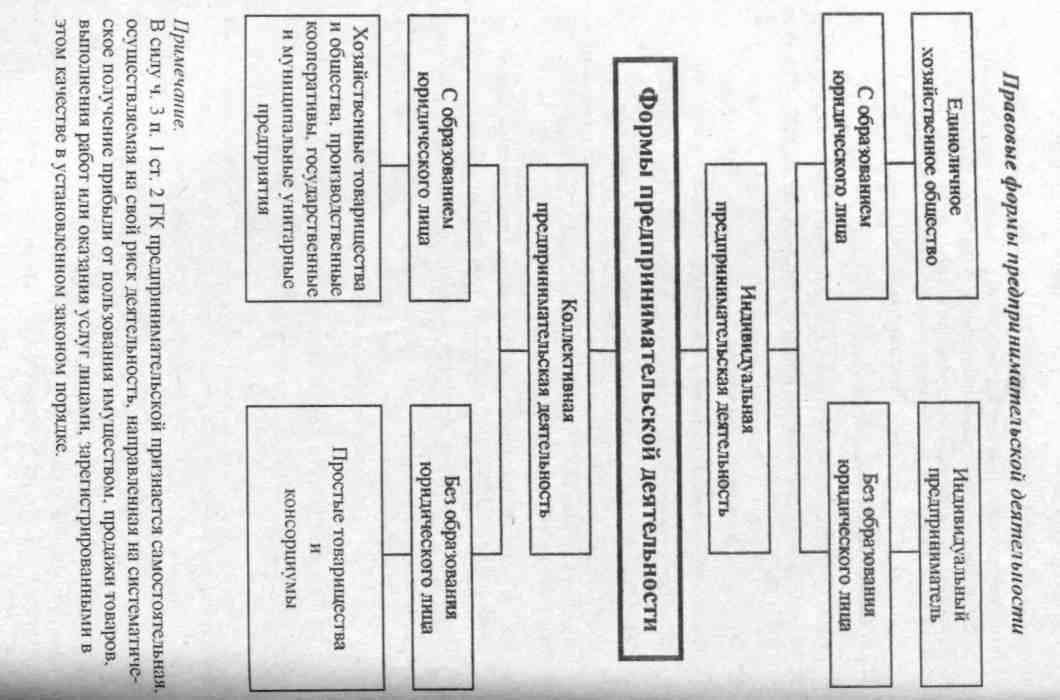 Правовые формы предпринимательской деятельности
Единоличное
хозяйственное общество
Индивидуальный
предприниматель
С образованием
юридического лица
Без образования
юридического лица
Индивидуальная
предпринимательская деятельность
Формы предпринимательской деятельности
Коллективная
предпринимательская деятельность
С образованием
юридического лица
Без образования
юридического лица
Хозяйственные товарищества
и общества, производственные
кооперативы, государственные
и муниципальные унитарные
предприятия
Простые товарищества
и
консорциумы
Примечание.
В силу ч. 3 п. 1 ст. 2 ГК предпринимательской признается самостоятельная,
осуществляемая на свой риск деятельность, направленная на систематиче-
ское получение прибыли от пользования имуществом, продажи товаров,
выполнения работ или оказания услуг лицами, зарегистрированными в
этом качестве в установленном законом порядке.